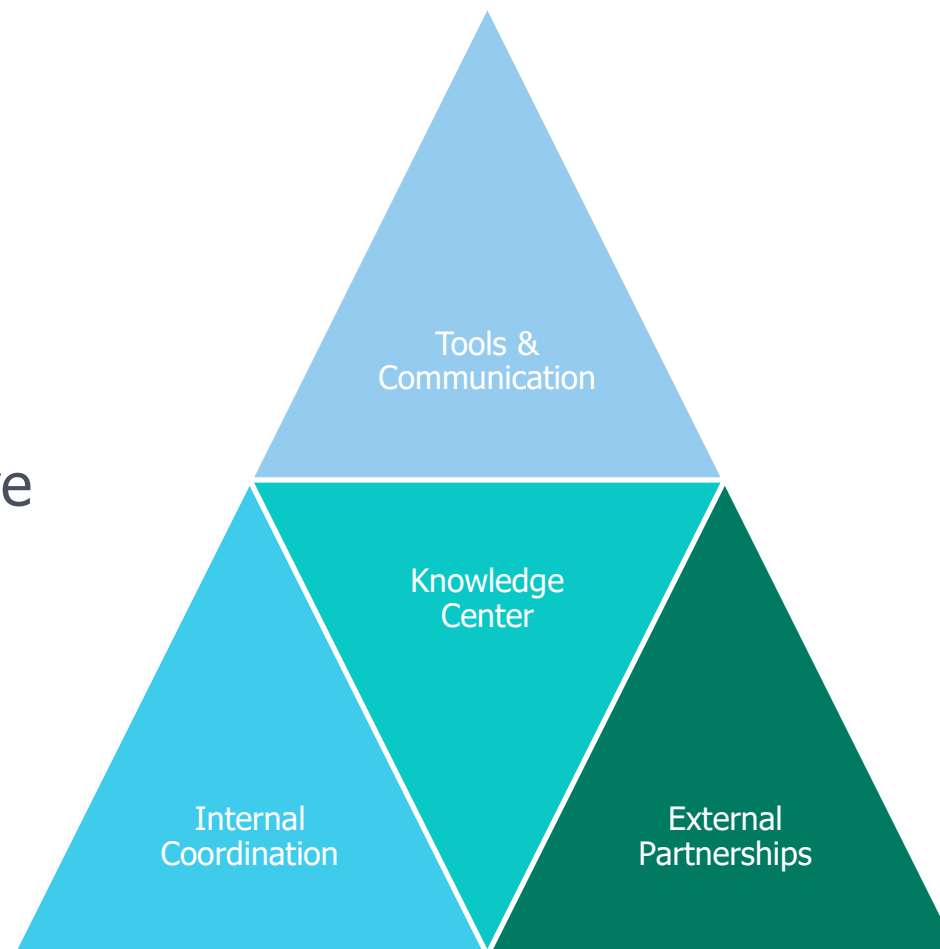 Tools &
Communication
Knowledge
Center
Internal
Coordination
External
Partnerships